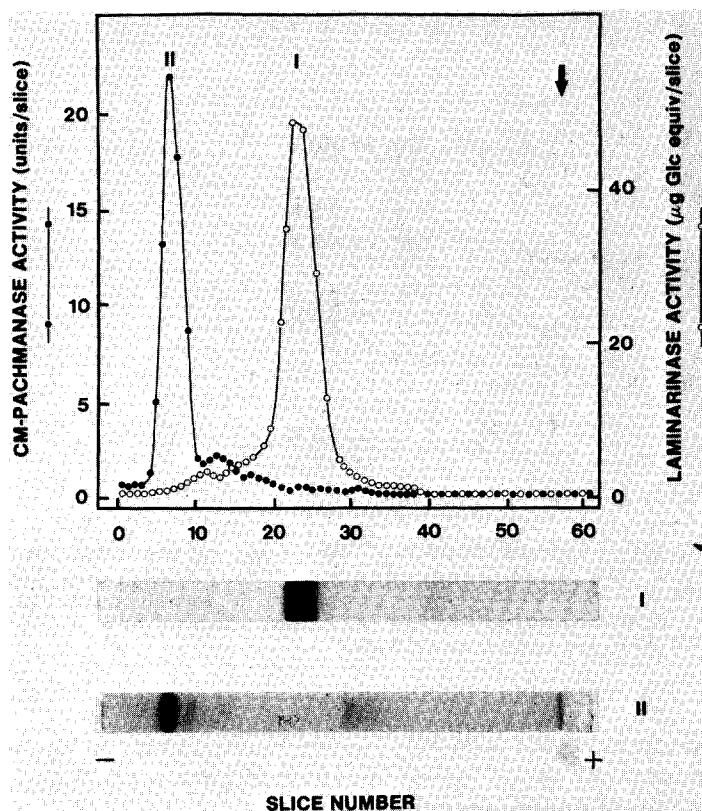 II
I
CM-PACHMANASE ACTIVITY (units/slice)
20
15
10
5
0
LAMINARINASE ACTIVITY (μg Glc equiv/slice)
40
20
0
0 10 20 30 40 50 60
I
II
− +
SLICE NUMBER